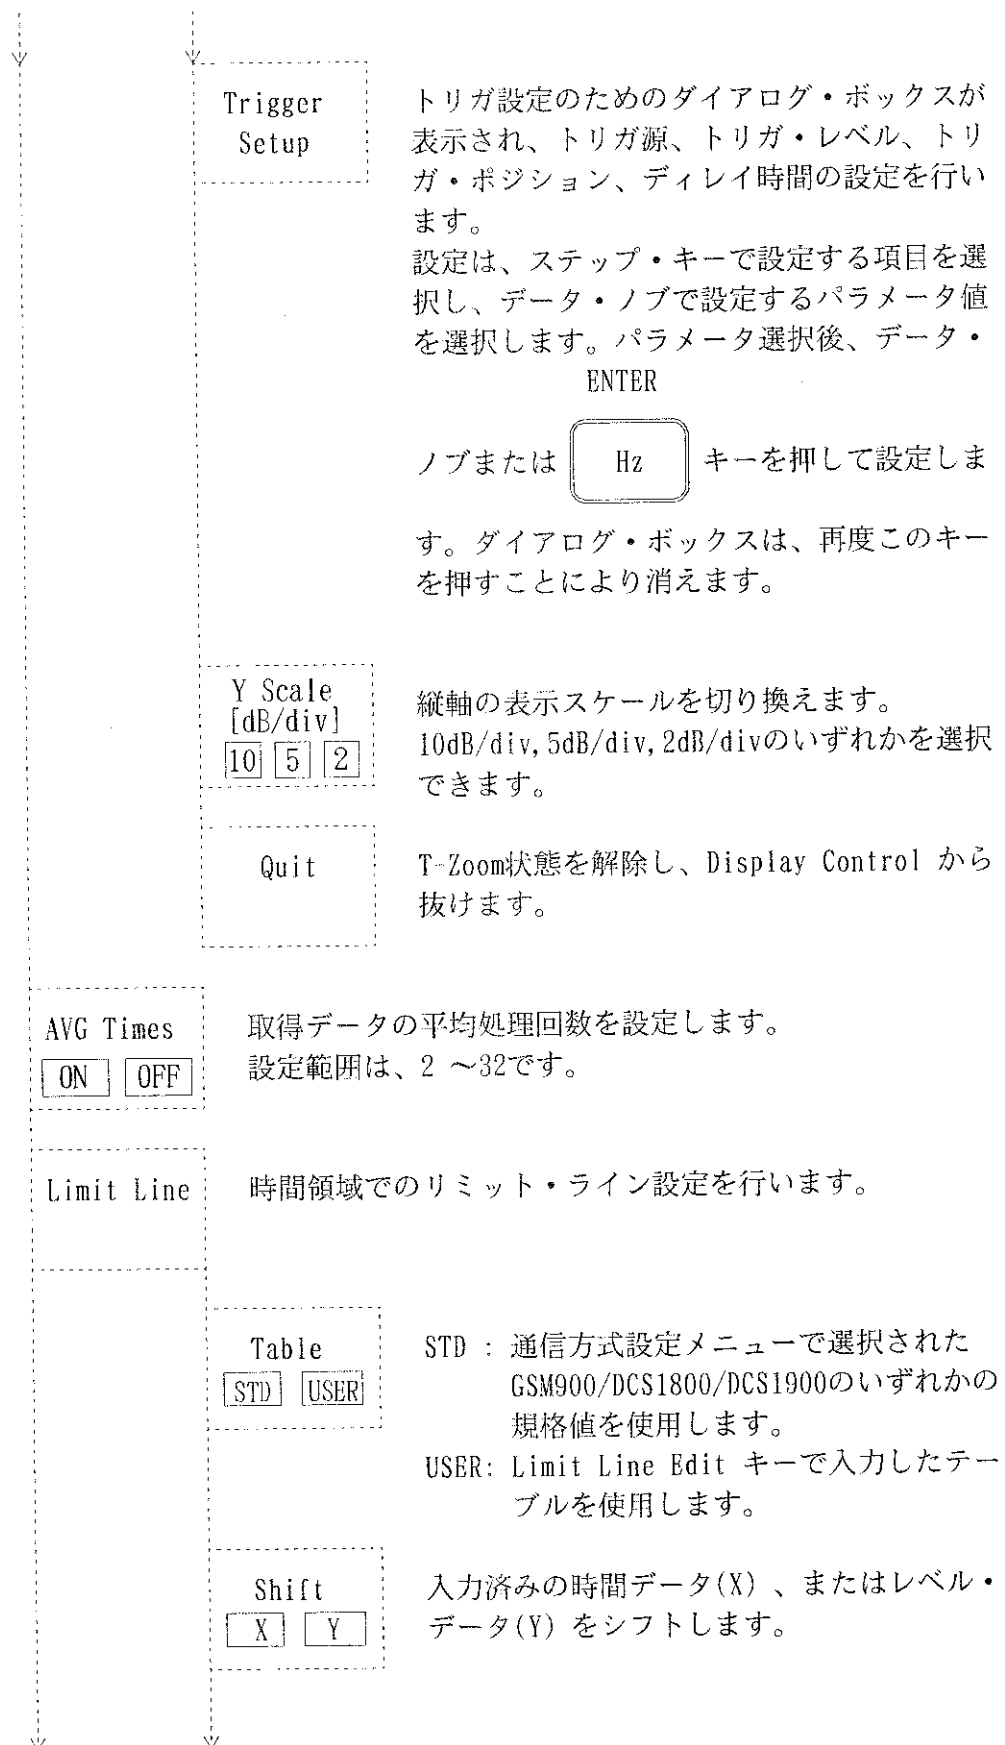 Trigger
Setup
トリガ設定のためのダイアログ・ボックスが
表示され、トリガ源、トリガ・レベル、トリ
ガ・ポジション、ディレイ時間の設定を行い
ます。
設定は、ステップ・キーで設定する項目を選
択し、データ・ノブで設定するパラメータ値
を選択します。パラメータ選択後、データ・
ENTER
ノブまたは Hz キーを押して設定しま
す。ダイアログ・ボックスは、再度このキー
を押すことにより消えます。
Y Scale
[dB/div]
10 5 2
縦軸の表示スケールを切り換えます。
10dB/div,5dB/div,2dB/divのいずれかを選択
できます。
Quit
T-Zoom状態を解除し、Display Control から
抜けます。
AVG Times
ON OFF
取得データの平均処理回数を設定します。
設定範囲は、2 ～32です。
Limit Line
時間領域でのリミット・ライン設定を行います。
Table
STD USER
STD : 通信方式設定メニューで選択された
GSM900/DCS1800/DCS1900のいずれかの
規格値を使用します。
USER: Limit Line Edit キーで入力したテー
ブルを使用します。
Shift
X Y
入力済みの時間データ(X) 、またはレベル・
データ(Y) をシフトします。